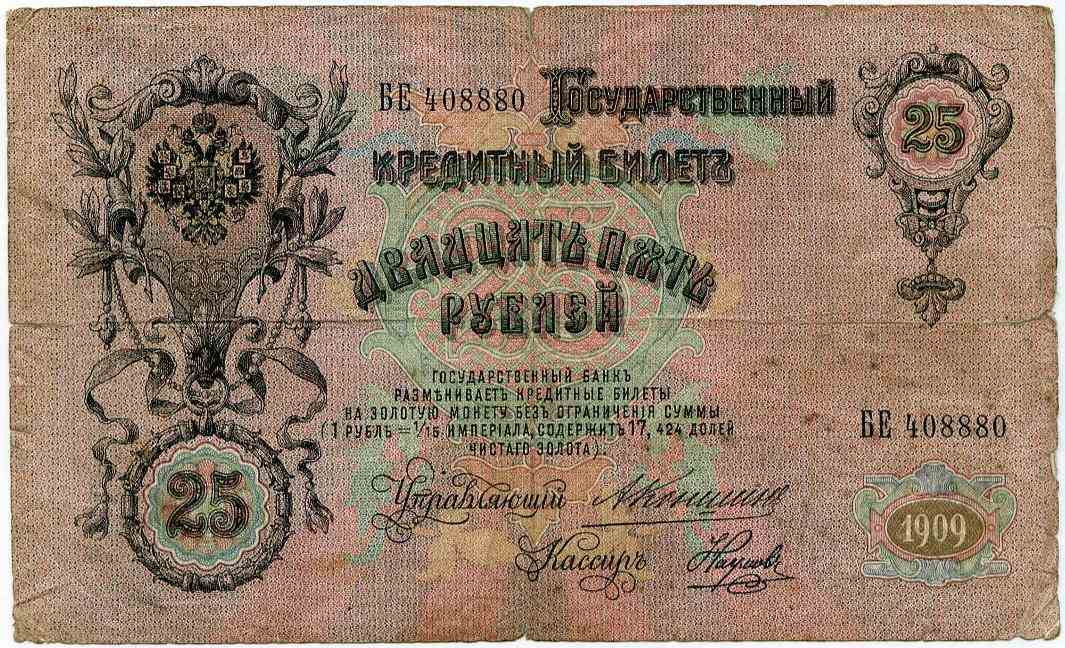 БЕ 408880 Государственный
25
кредитный билетъ
Двадцать пять
рублей
Государственный банкъ
размѣниваетъ кредитные билеты
на золотую монету безъ ограниченія суммы
(1 рубль = 1/15 имперіала, содержитъ 17,424 долей
чистаго золота).
БЕ 408880
25
Управляющій
Кассиръ
1909